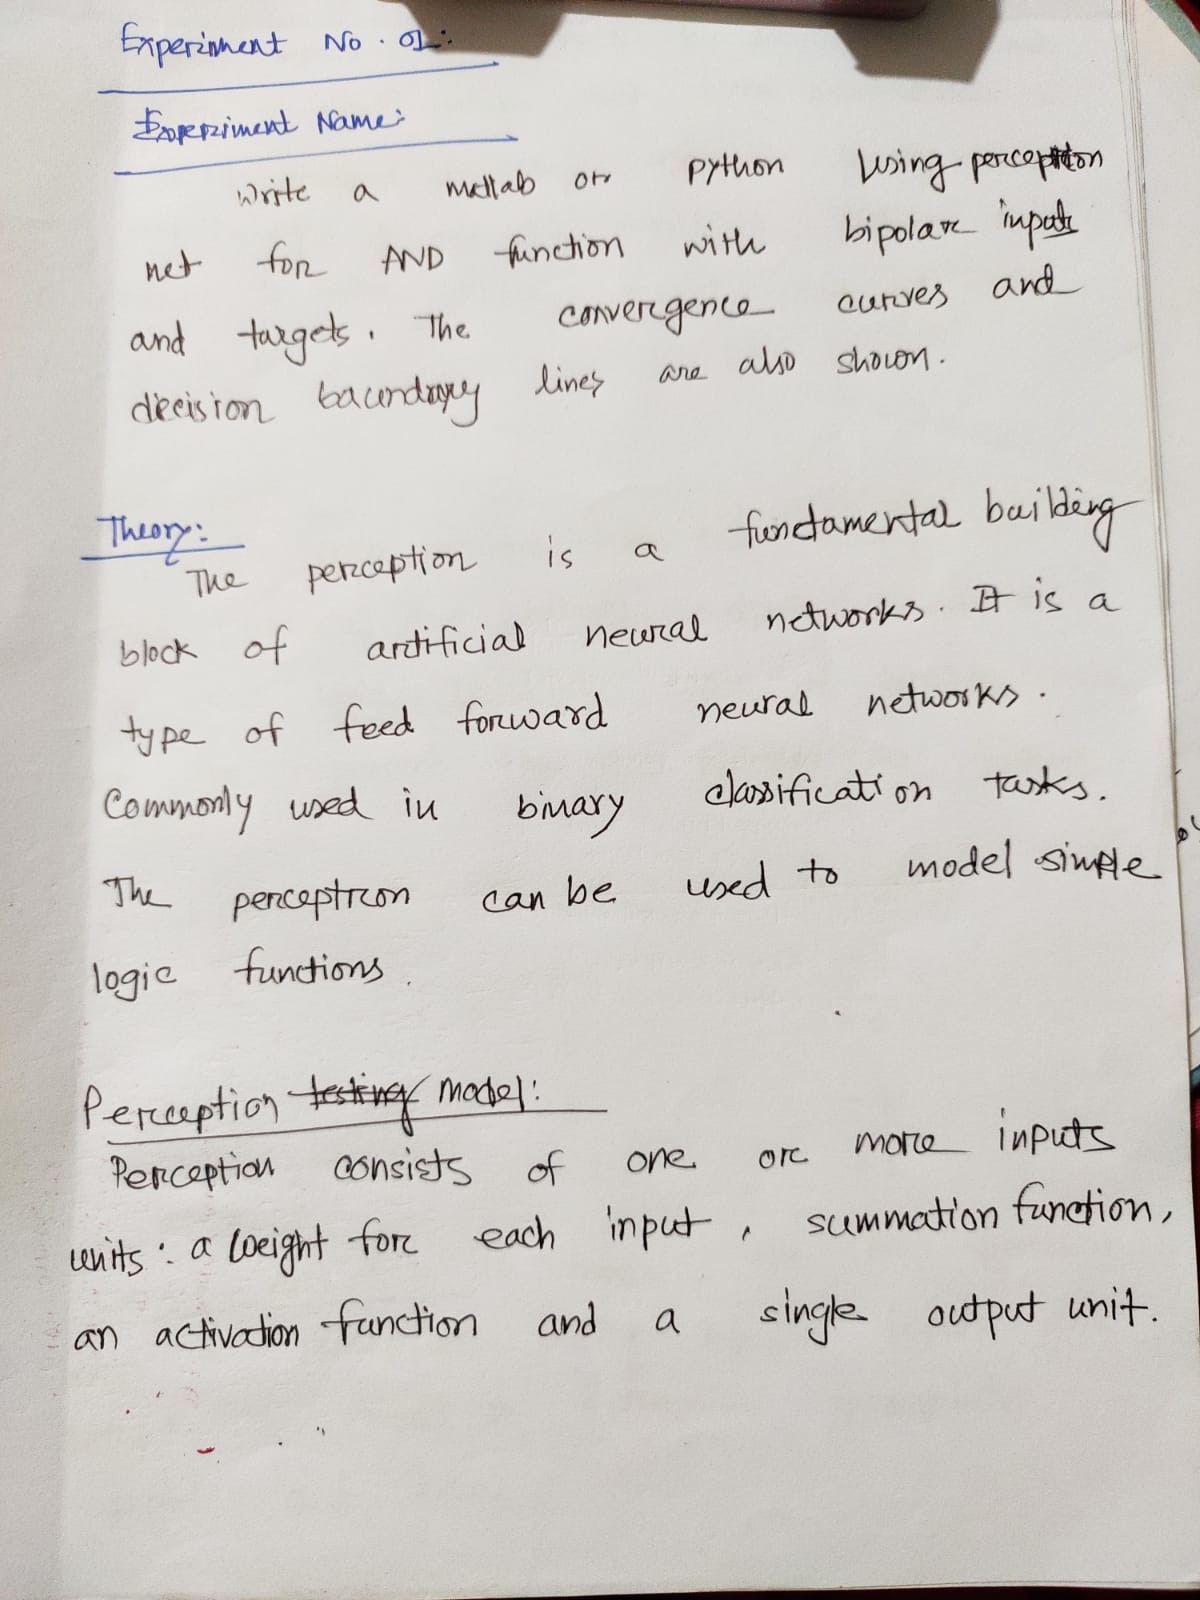 Experiment No. 01:
Experiment Name:
Write a matlab or python Using perceptron
net for AND function with bipolar inputs
and targets. The convergence curves and
decision baundary lines are also shown.
Theory:
The perception is a fundamental building
block of artificial neural networks. It is a
type of feed forward neural networks.
Commonly used in binary classification tasks.
The perceptron can be used to model simple
logic functions.
Perception testing model:
Perception consists of one or more inputs
units: a weight for each input, summation function,
an activation function and a single output unit.